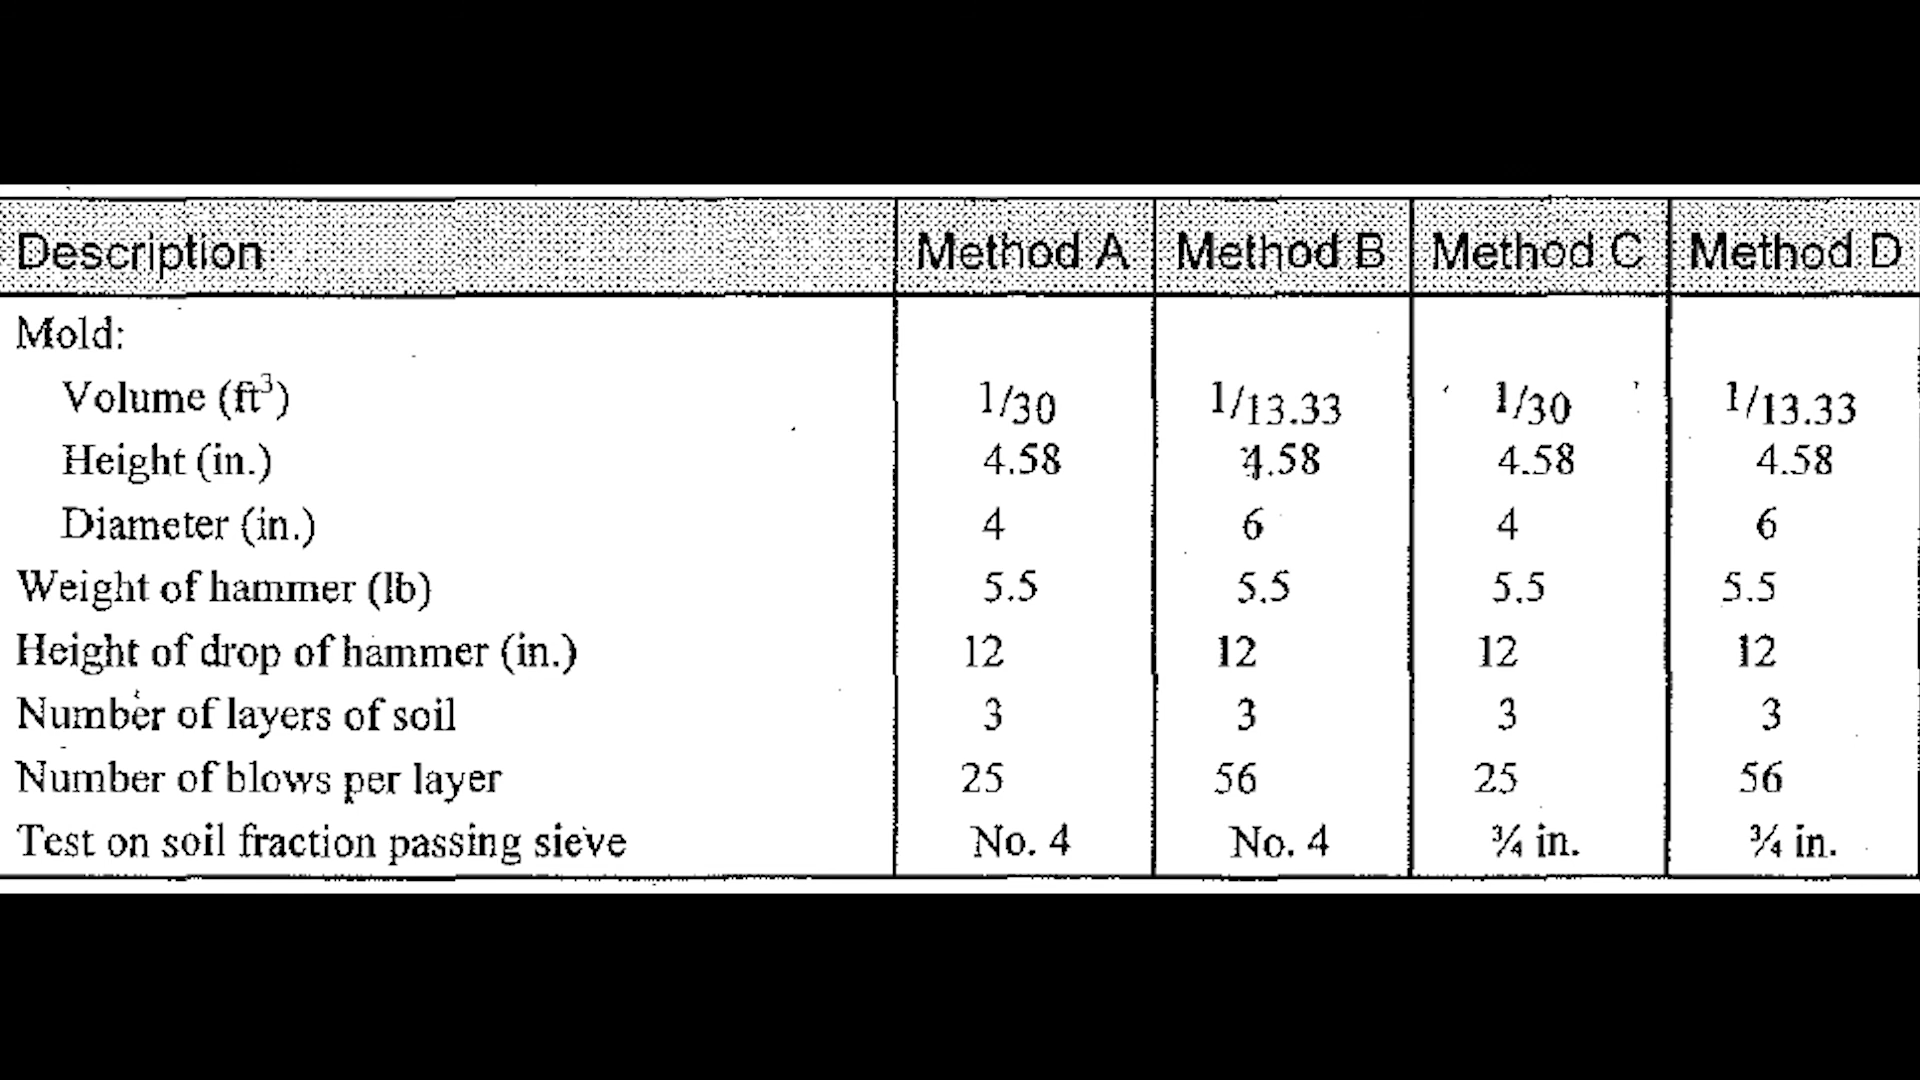 Description Method A Method B Method C Method D
Mold:
Volume (ft³) 1/30 1/13.33 1/30 1/13.33
Height (in.) 4.58 4.58 4.58 4.58
Diameter (in.) 4 6 4 6
Weight of hammer (lb) 5.5 5.5 5.5 5.5
Height of drop of hammer (in.) 12 12 12 12
Number of layers of soil 3 3 3 3
Number of blows per layer 25 56 25 56
Test on soil fraction passing sieve No. 4 No. 4 ¾ in. ¾ in.